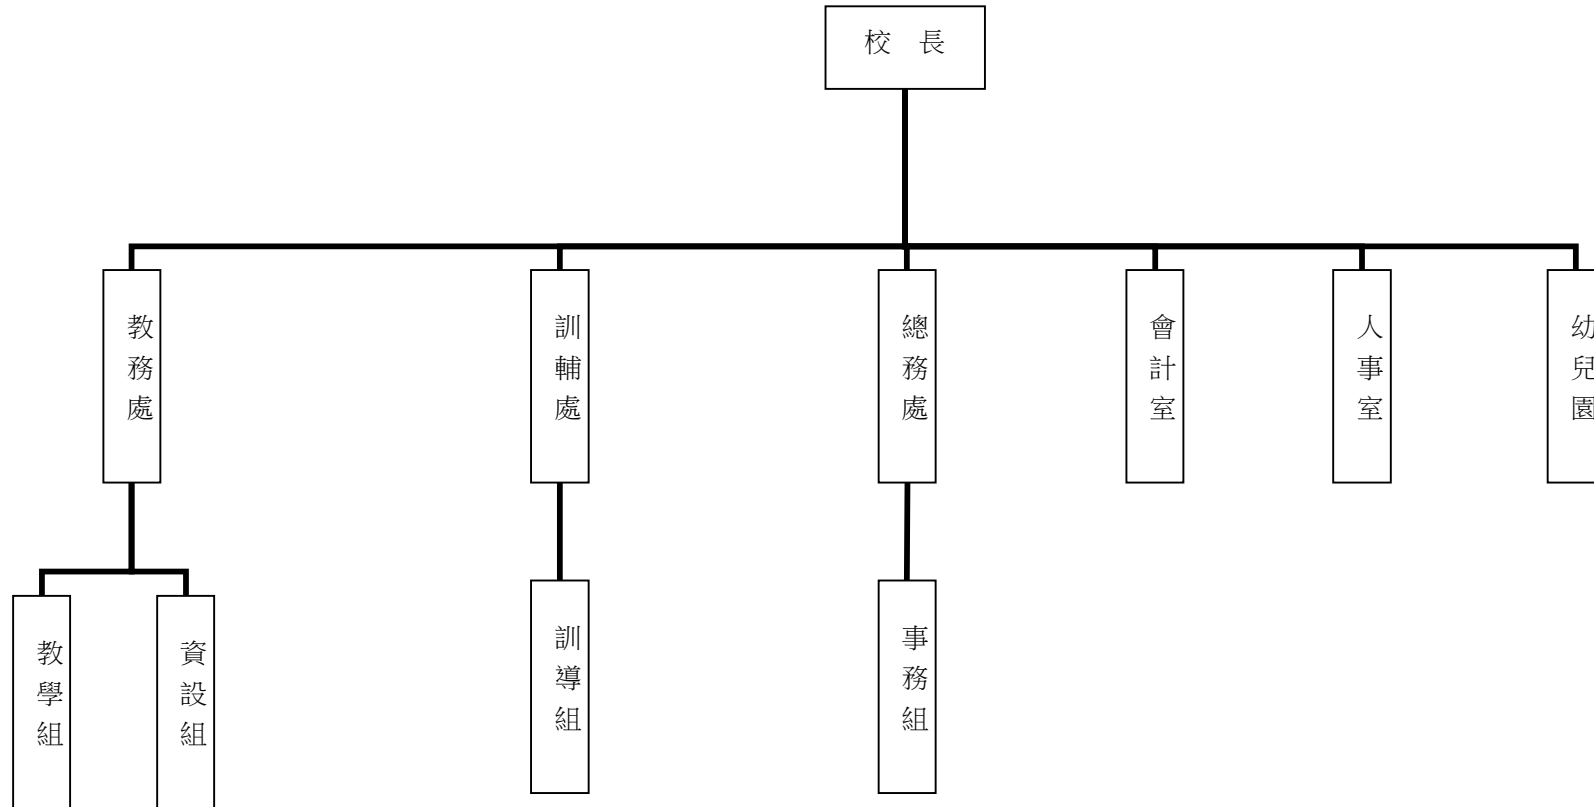 校 長
教務處
訓輔處
總務處
會計室
人事室
幼兒園
教學組
資設組
訓導組
事務組